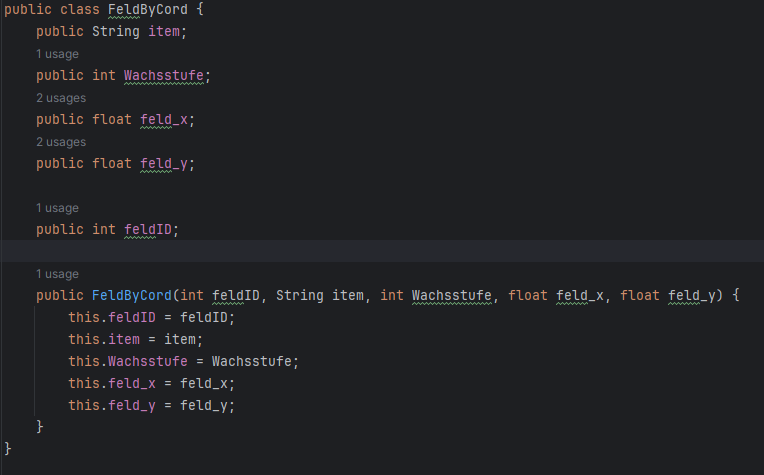 public class FeldByCord {
public String item;
1 usage
public int Wachsstufe;
2 usages
public float feld_x;
2 usages
public float feld_y;
1 usage
public int feldID;
1 usage
public FeldByCord(int feldID, String item, int Wachsstufe, float feld_x, float feld_y) {
this.feldID = feldID;
this.item = item;
this.Wachsstufe = Wachsstufe;
this.feld_x = feld_x;
this.feld_y = feld_y;
}
}